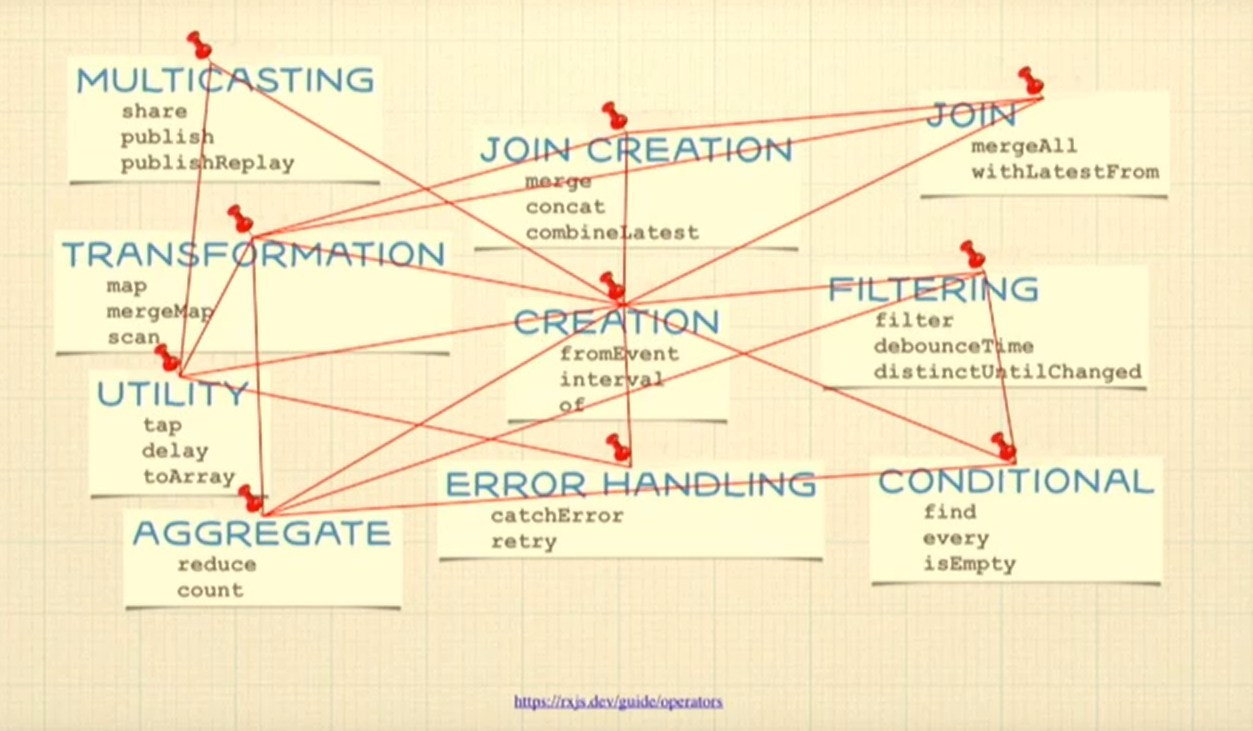 MULTICASTING
share
publish
publishReplay
JOIN CREATION
merge
concat
combineLatest
JOIN
mergeAll
withLatestFrom
TRANSFORMATION
map
mergeMap
scan
CREATION
fromEvent
interval
of
FILTERING
filter
debounceTime
distinctUntilChanged
UTILITY
tap
delay
toArray
AGGREGATE
reduce
count
ERROR HANDLING
catchError
retry
CONDITIONAL
find
every
isEmpty
https://rxjs.dev/guide/operators